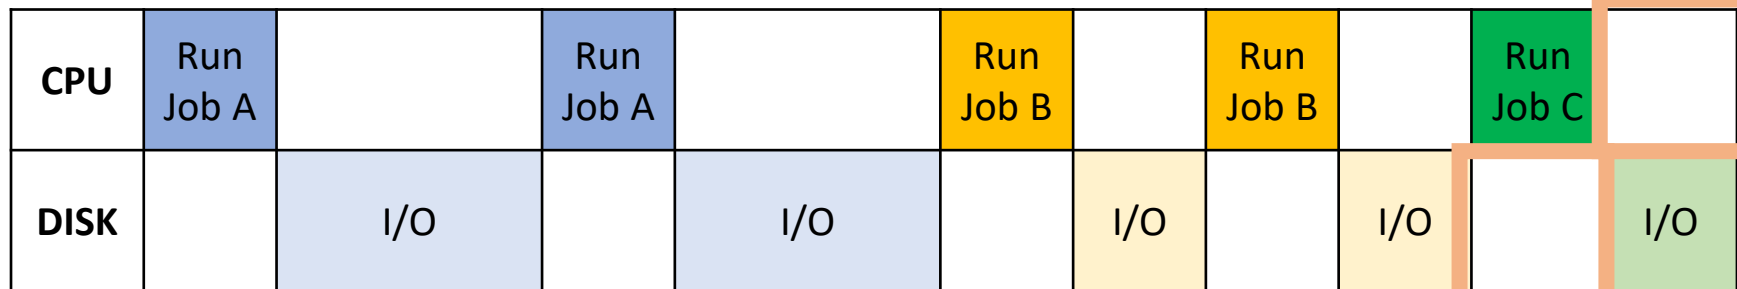 CPU
Run
Job A
Run
Job A
Run
Job B
Run
Job B
Run
Job C
DISK
I/O
I/O
I/O
I/O
I/O